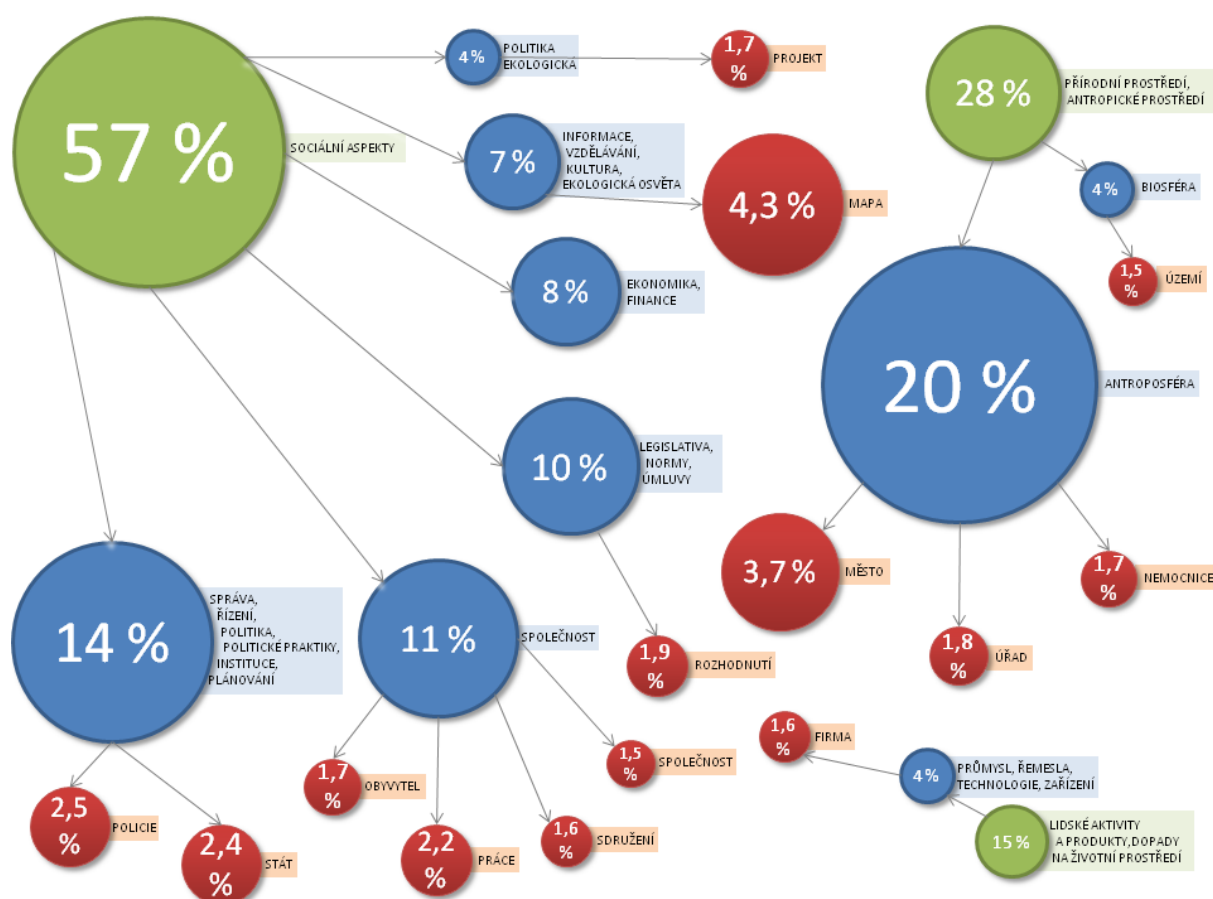 57 %
SOCIÁLNÍ ASPEKTY
4 %
POLITIKA
EKOLOGICKÁ
1,7
%
PROJEKT
7 %
INFORMACE,
VZDĚLÁVÁNÍ,
KULTURA,
EKOLOGICKÁ OSVĚTA
4,3 %
MAPA
8 %
EKONOMIKA,
FINANCE
10 %
LEGISLATIVA,
NORMY,
ÚMLUVY
1,9
%
ROZHODNUTÍ
14 %
SPRÁVA,
ŘÍZENÍ,
POLITIKA,
POLITICKÉ PRAKTIKY,
INSTITUCE,
PLÁNOVÁNÍ
2,5
%
POLICIE
2,4
%
STÁT
11 %
SPOLEČNOST
1,7
%
OBYVYTEL
2,2
%
PRÁCE
1,6
%
SDRUŽENÍ
1,5
%
SPOLEČNOST
28 %
PŘÍRODNÍ PROSTŘEDÍ,
ANTROPICKÉ PROSTŘEDÍ
4 %
BIOSFÉRA
1,5
%
ÚZEMÍ
20 %
ANTROPOSFÉRA
3,7 %
MĚSTO
1,8
%
ÚŘAD
1,7
%
NEMOCNICE
15 %
LIDSKÉ AKTIVITY
A PRODUKTY,DOPADY
NA ŽIVOTNÍ PROSTŘEDÍ
4 %
PRŮMYSL, ŘEMESLA,
TECHNOLOGIE, ZAŘÍZENÍ
1,6
%
FIRMA